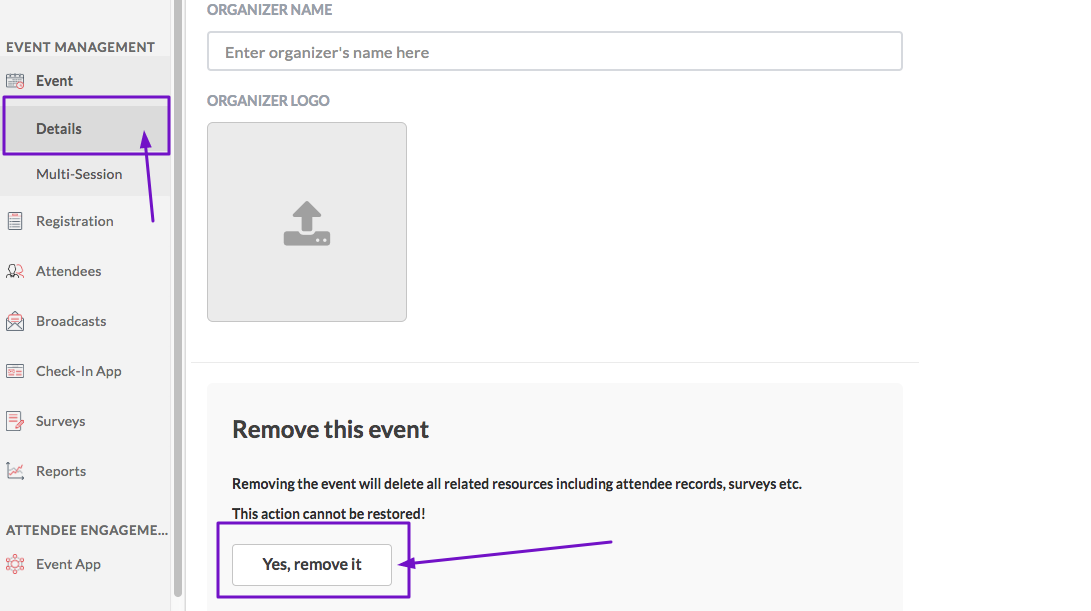 EVENT MANAGEMENT
Event
Details
Multi-Session
Registration
Attendees
Broadcasts
Check-In App
Surveys
Reports
ATTENDEE ENGAGEME...
Event App
ORGANIZER NAME
Enter organizer's name here
ORGANIZER LOGO
Remove this event
Removing the event will delete all related resources including attendee records, surveys etc.
This action cannot be restored!
Yes, remove it